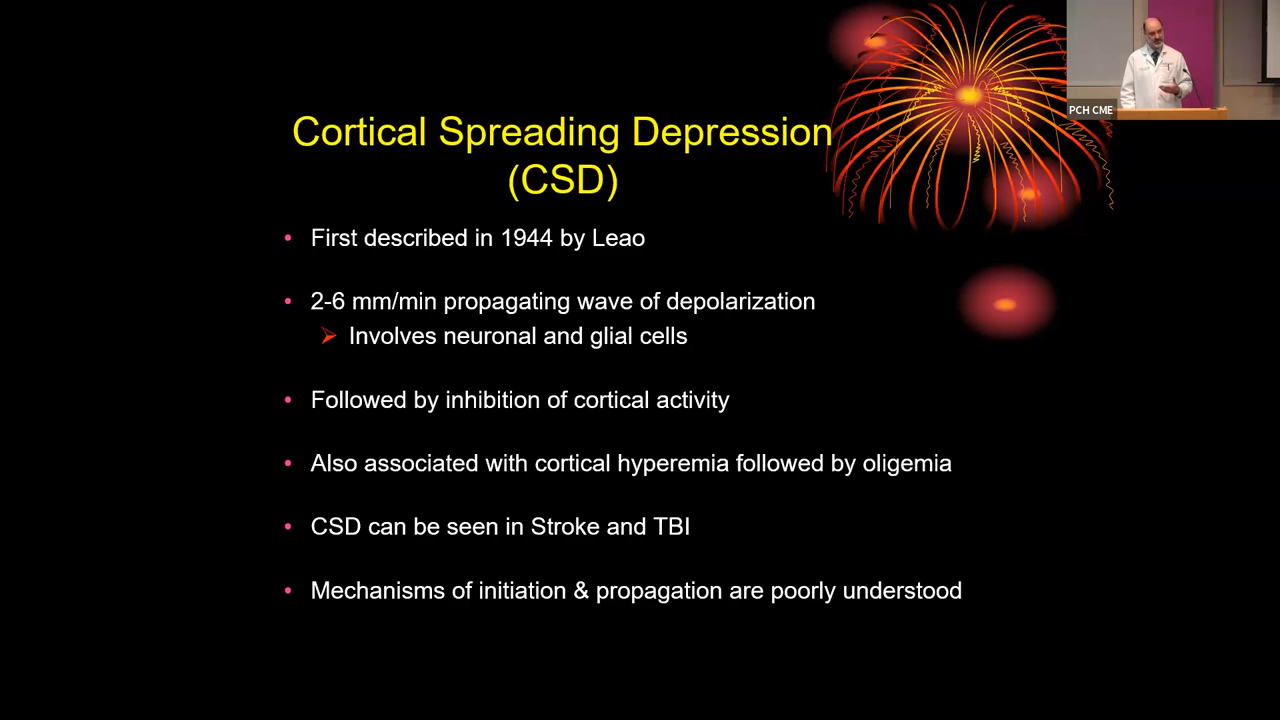 PCH CME
Cortical Spreading Depression
(CSD)
• First described in 1944 by Leao
• 2-6 mm/min propagating wave of depolarization
➢ Involves neuronal and glial cells
• Followed by inhibition of cortical activity
• Also associated with cortical hyperemia followed by oligemia
• CSD can be seen in Stroke and TBI
• Mechanisms of initiation & propagation are poorly understood